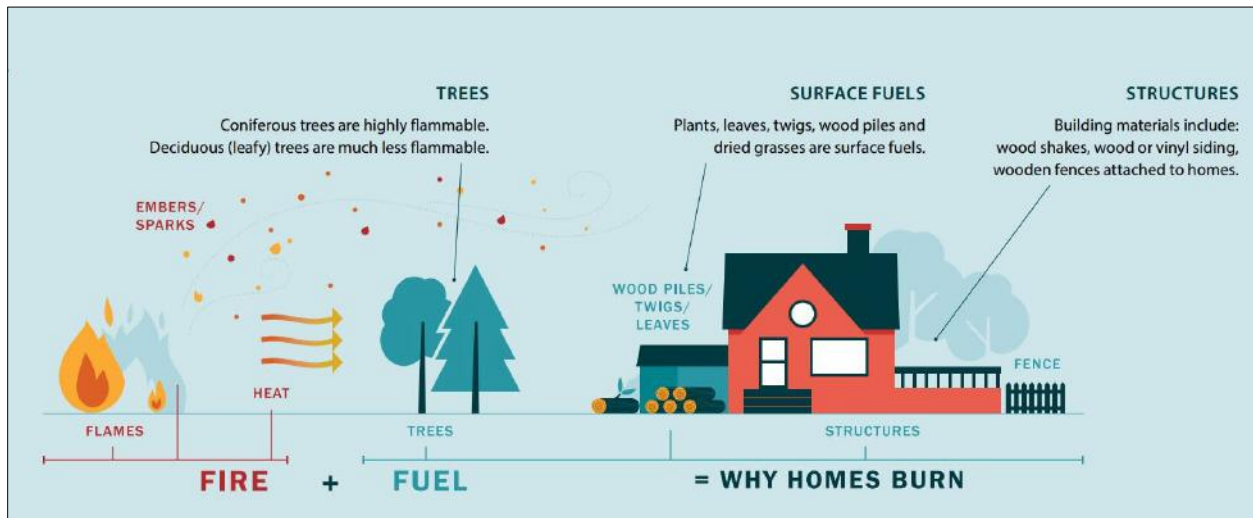 TREES
Coniferous trees are highly flammable.
Deciduous (leafy) trees are much less flammable.
SURFACE FUELS
Plants, leaves, twigs, wood piles and
dried grasses are surface fuels.
STRUCTURES
Building materials include:
wood shakes, wood or vinyl siding,
wooden fences attached to homes.
EMBERS/
SPARKS
WOOD PILES/
TWIGS/
LEAVES
FENCE
HEAT
FLAMES
TREES
STRUCTURES
FIRE + FUEL = WHY HOMES BURN